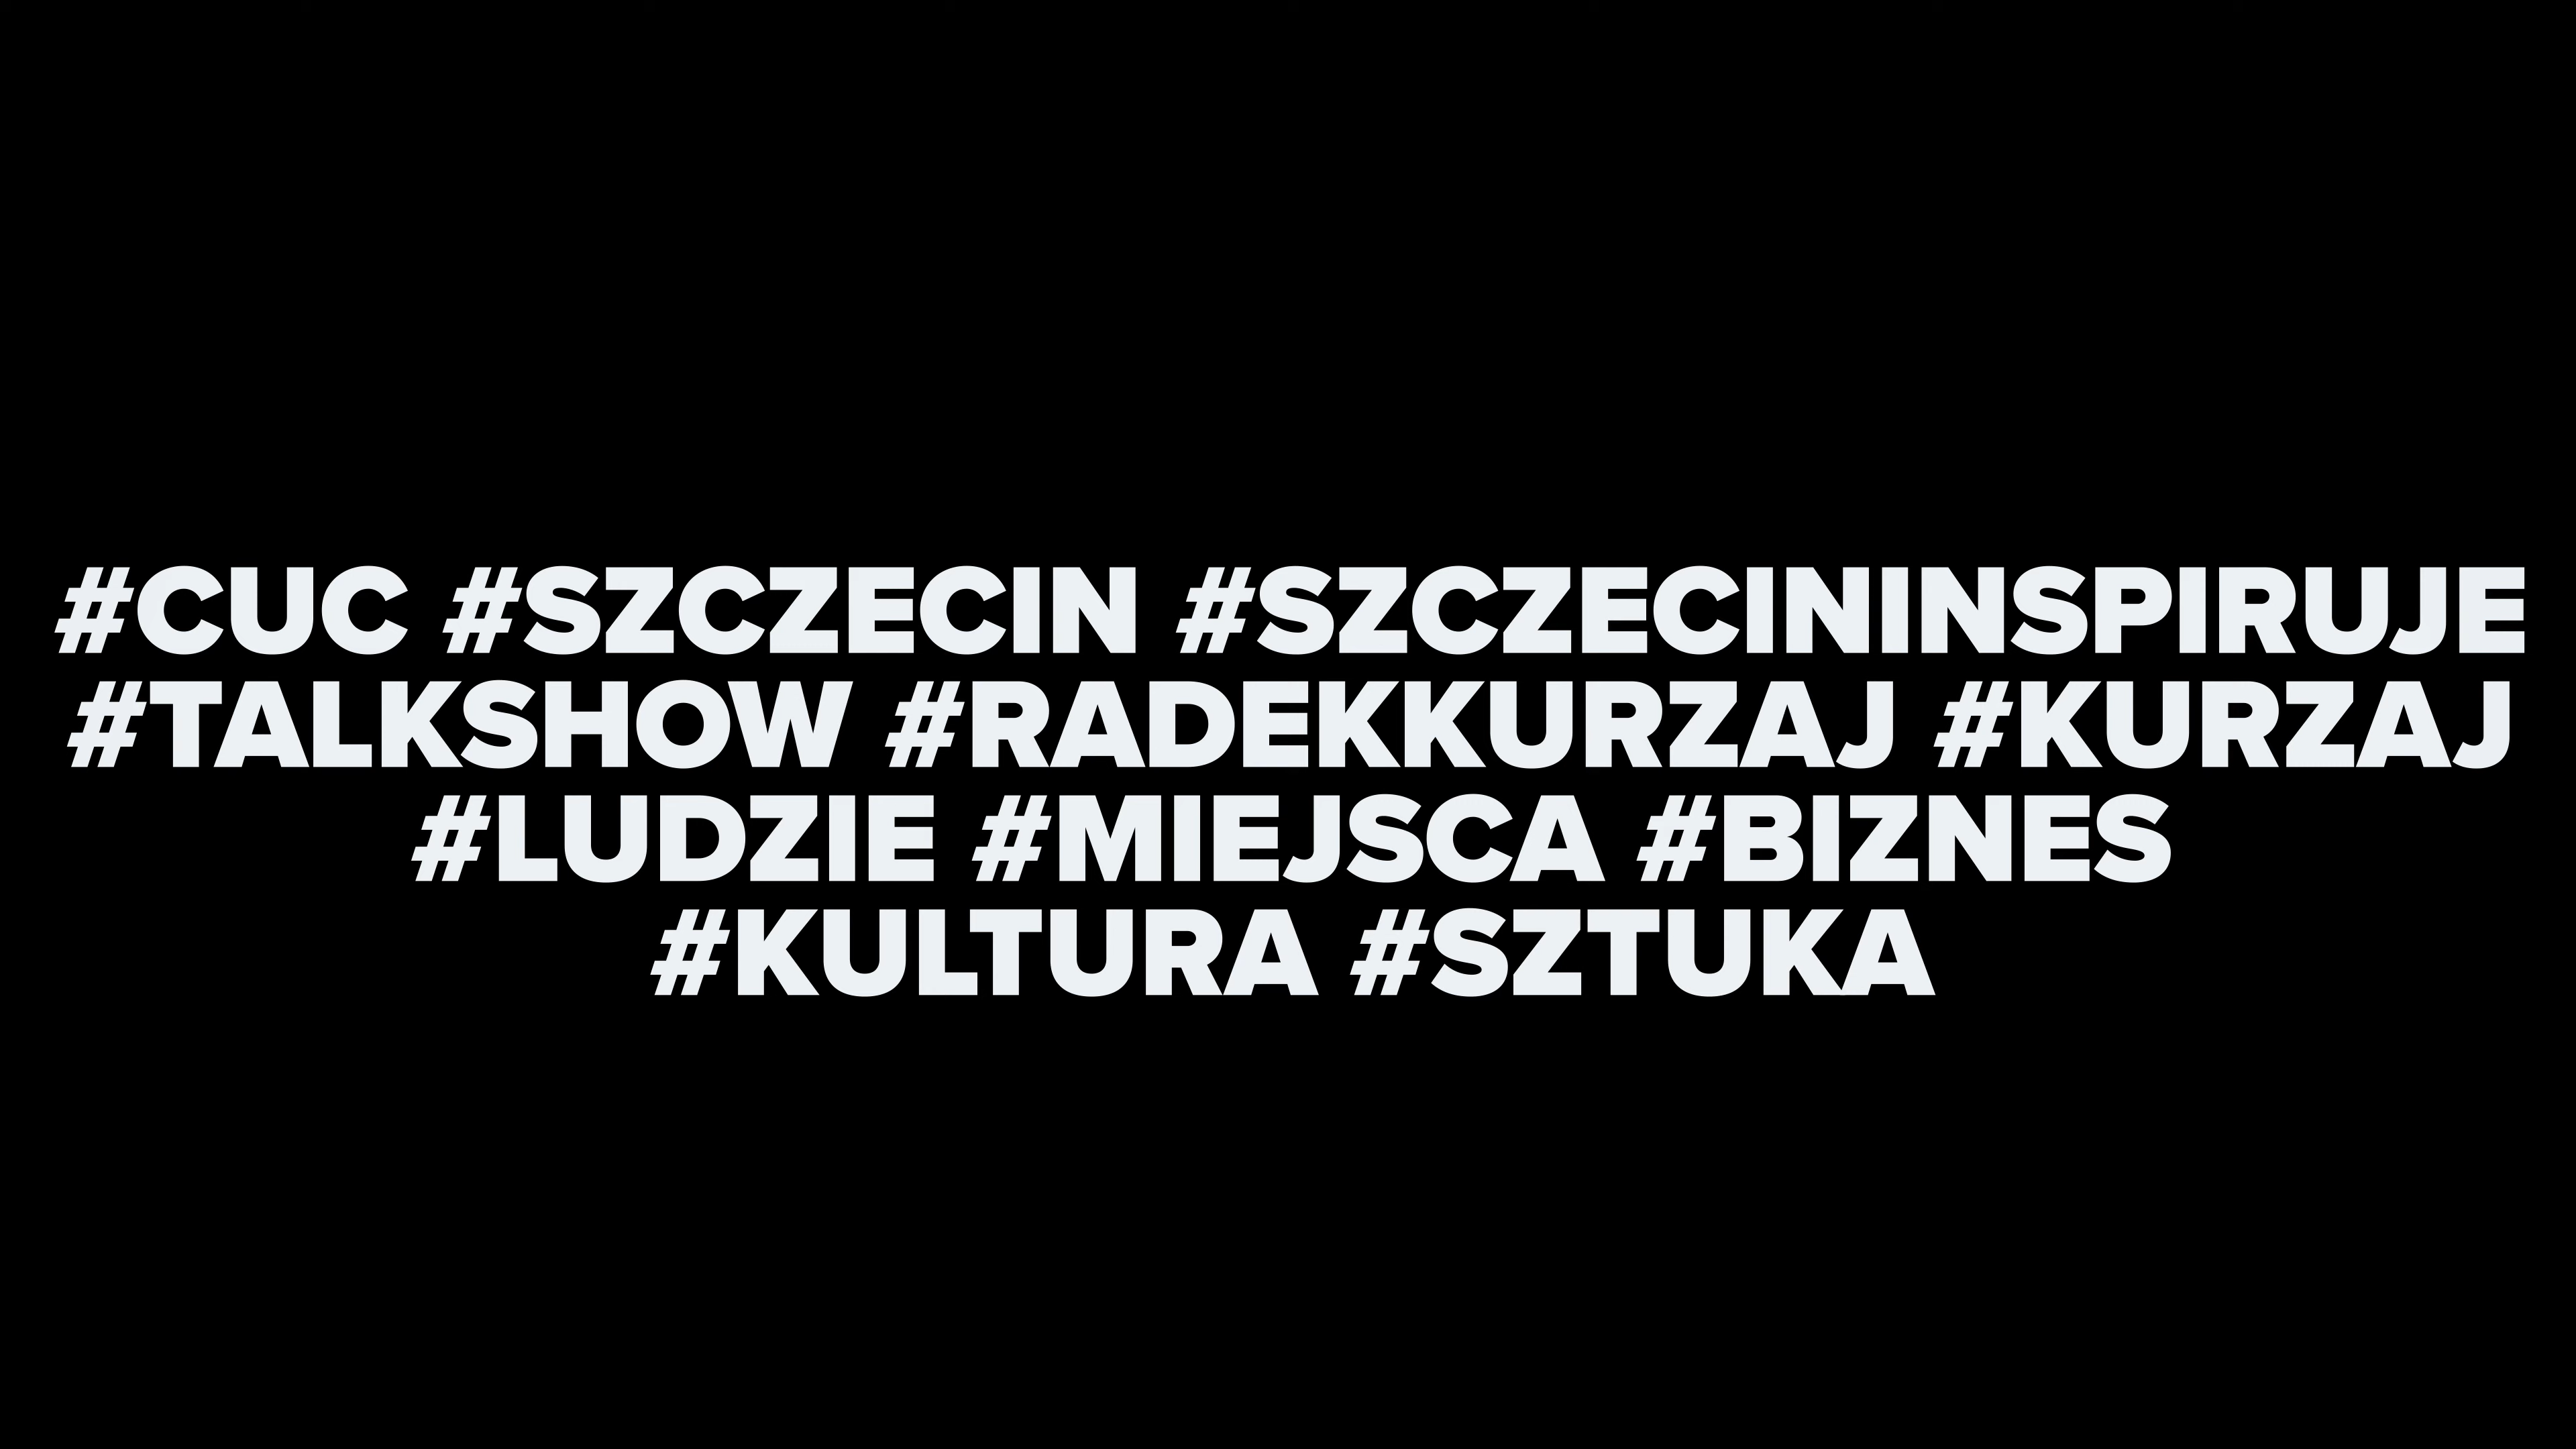 #CUC #SZCZECIN #SZCZECININSPIRUJE
#TALKSHOW #RADEKKURZAJ #KURZAJ
#LUDZIE #MIEJSCA #BIZNES
#KULTURA #SZTUKA